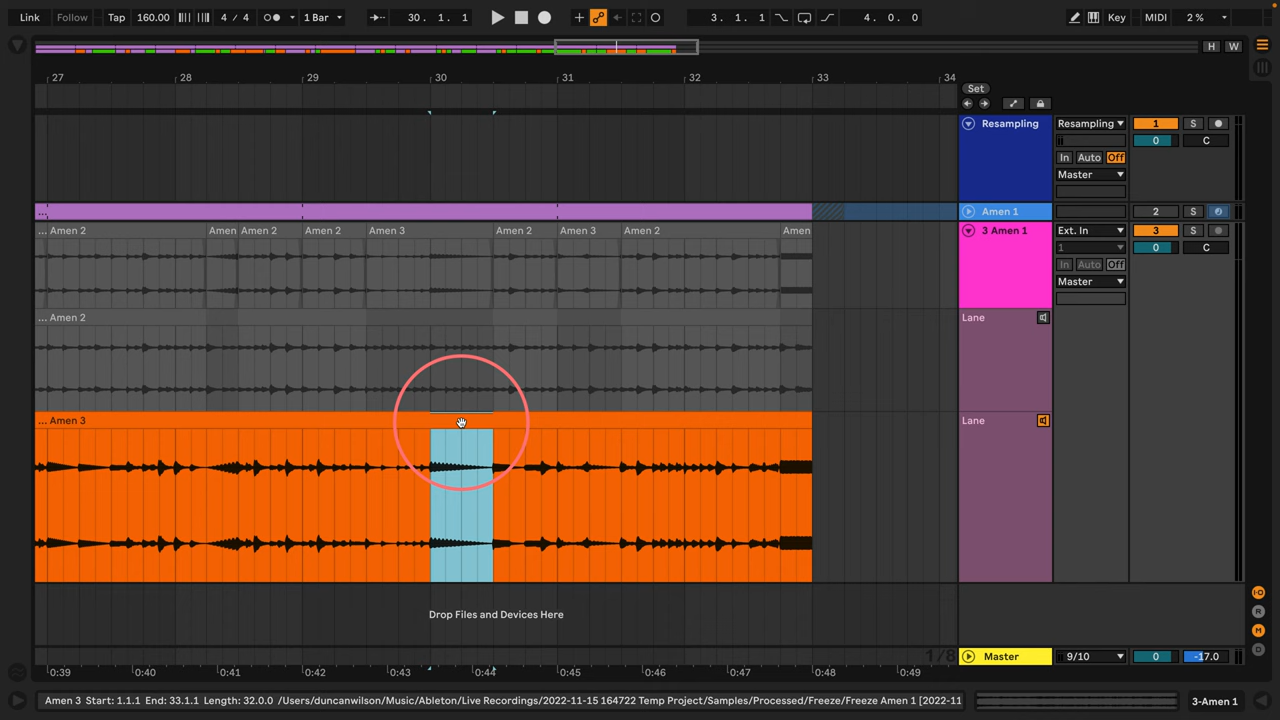 Link Follow Tap 160.00 4 / 4 1 Bar 30. 1. 1 3. 1. 1 4. 0. 0 Key MIDI 2 %
H W
27 28 29 30 31 32 33 34
Set
Resampling Resampling 1 S
0 C
In Auto Off
Master
... Amen 1 2 S
... Amen 2 Amen Amen 2 Amen 2 Amen 3 Amen 2 Amen 3 Amen 2 Amen 3 Amen 1 Ext. In 3 S
1 0 C
In Auto Off
Master
... Amen 2 Lane
... Amen 3 Lane
I-O
R
Drop Files and Devices Here
M
D
1/8 Master 9/10 0 -17.0
0:39 0:40 0:41 0:42 0:43 0:44 0:45 0:46 0:47 0:48 0:49
Amen 3 Start: 1.1.1 End: 33.1.1 Length: 32.0.0 /Users/duncanwilson/Music/Ableton/Live Recordings/2022-11-15 164722 Temp Project/Samples/Processed/Freeze/Freeze Amen 1 [2022-11 3-Amen 1